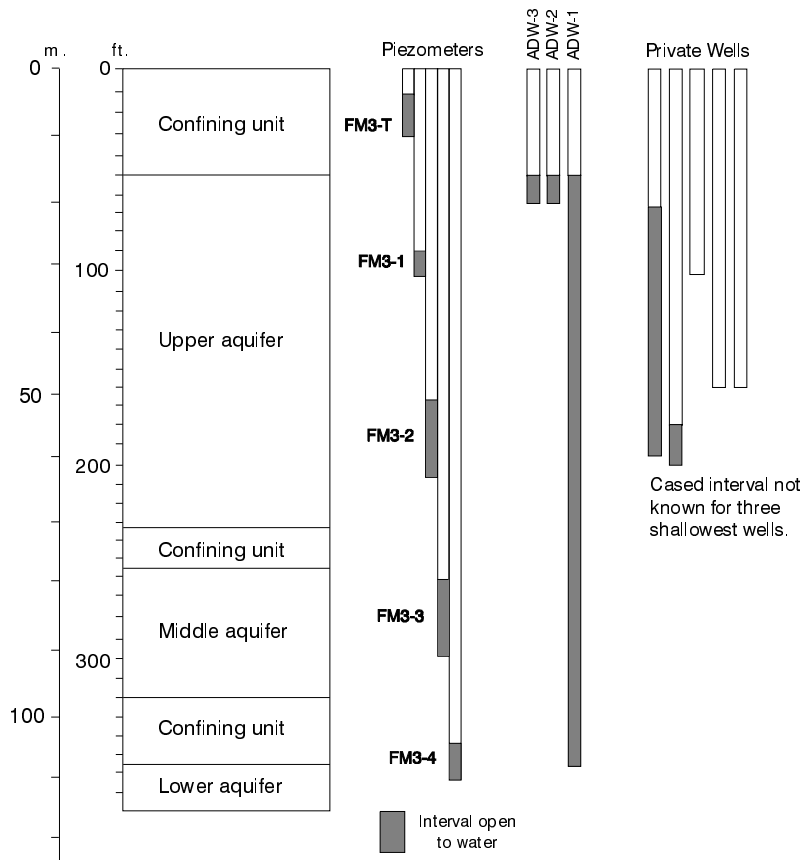 m. ft. Piezometers ADW-3 ADW-2 ADW-1 Private Wells
0 0
Confining unit
FM3-T
FM3-1
100
Upper aquifer
50
FM3-2
200
Cased interval not
known for three
shallowest wells.
Confining unit
FM3-3
Middle aquifer
300
100
Confining unit
FM3-4
Lower aquifer
Interval open
to water